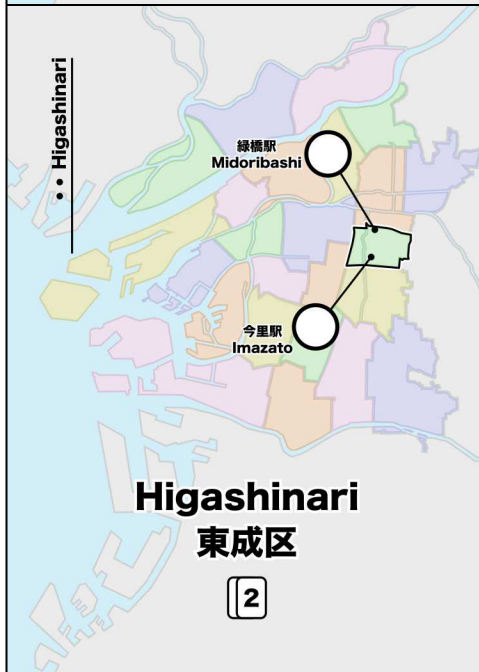 Higashinari
緑橋駅
Midoribashi
今里駅
Imazato
Higashinari
東成区
2